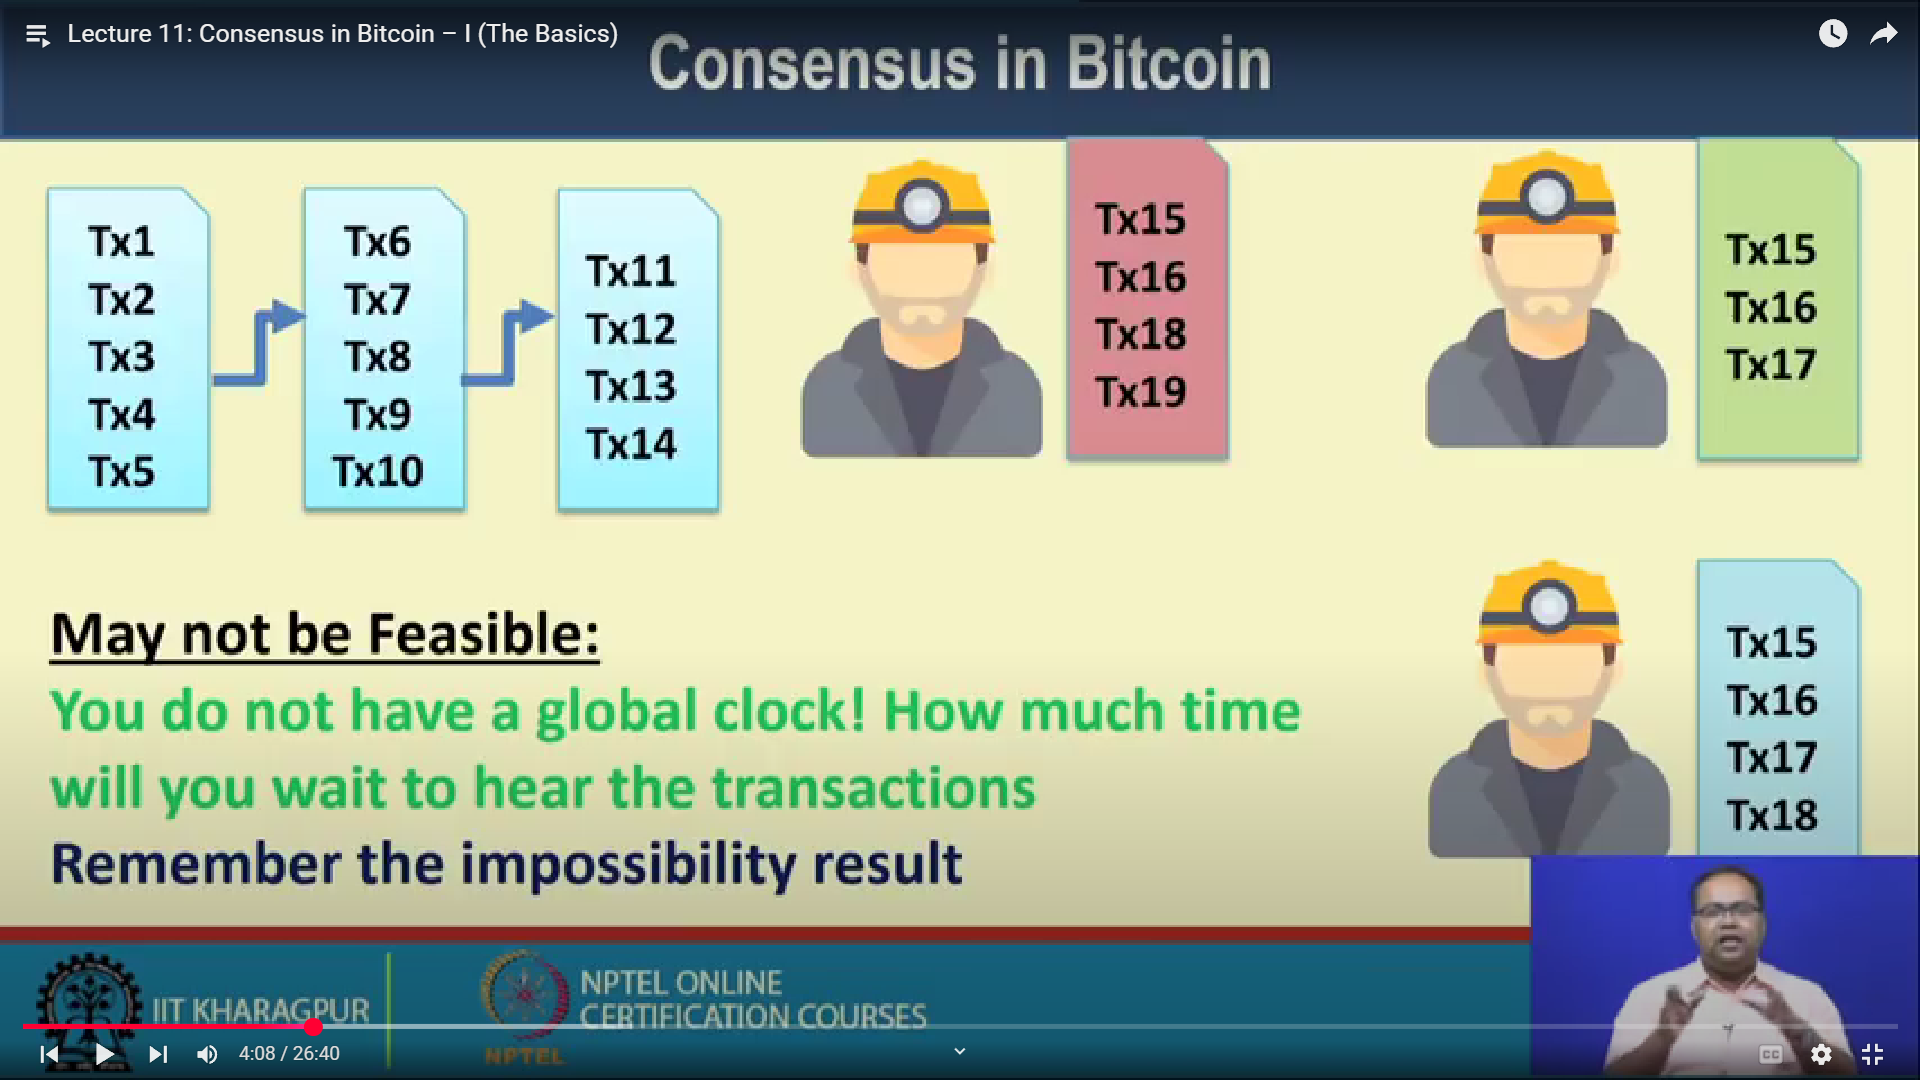 Lecture 11: Consensus in Bitcoin – I (The Basics)
Consensus in Bitcoin
Tx1
Tx2
Tx3
Tx4
Tx5
Tx6
Tx7
Tx8
Tx9
Tx10
Tx11
Tx12
Tx13
Tx14
Tx15
Tx16
Tx18
Tx19
Tx15
Tx16
Tx17
Tx15
Tx16
Tx17
Tx18
May not be Feasible:
You do not have a global clock! How much time
will you wait to hear the transactions
Remember the impossibility result
IIT KHARAGPUR
NPTEL
NPTEL ONLINE
CERTIFICATION COURSES
4:08 / 26:40
CC